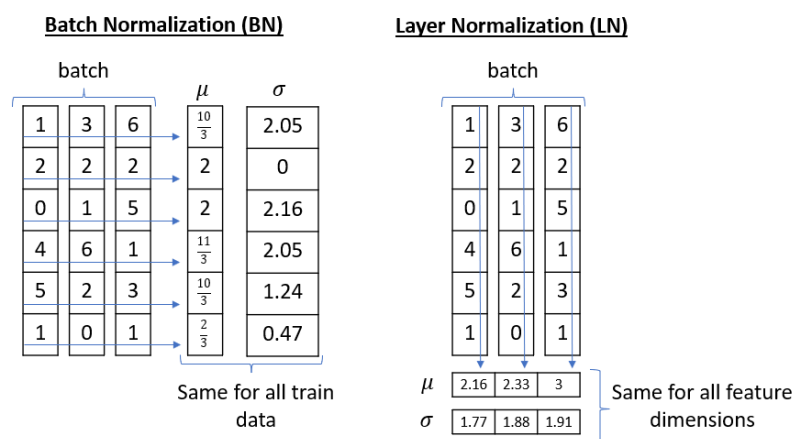 Batch Normalization (BN)
batch
μ σ
1 3 6 10/3 2.05
2 2 2 2 0
0 1 5 2 2.16
4 6 1 11/3 2.05
5 2 3 10/3 1.24
1 0 1 2/3 0.47
Same for all train
data
Layer Normalization (LN)
batch
1 3 6
2 2 2
0 1 5
4 6 1
5 2 3
1 0 1
μ 2.16 2.33 3
σ 1.77 1.88 1.91
Same for all feature
dimensions